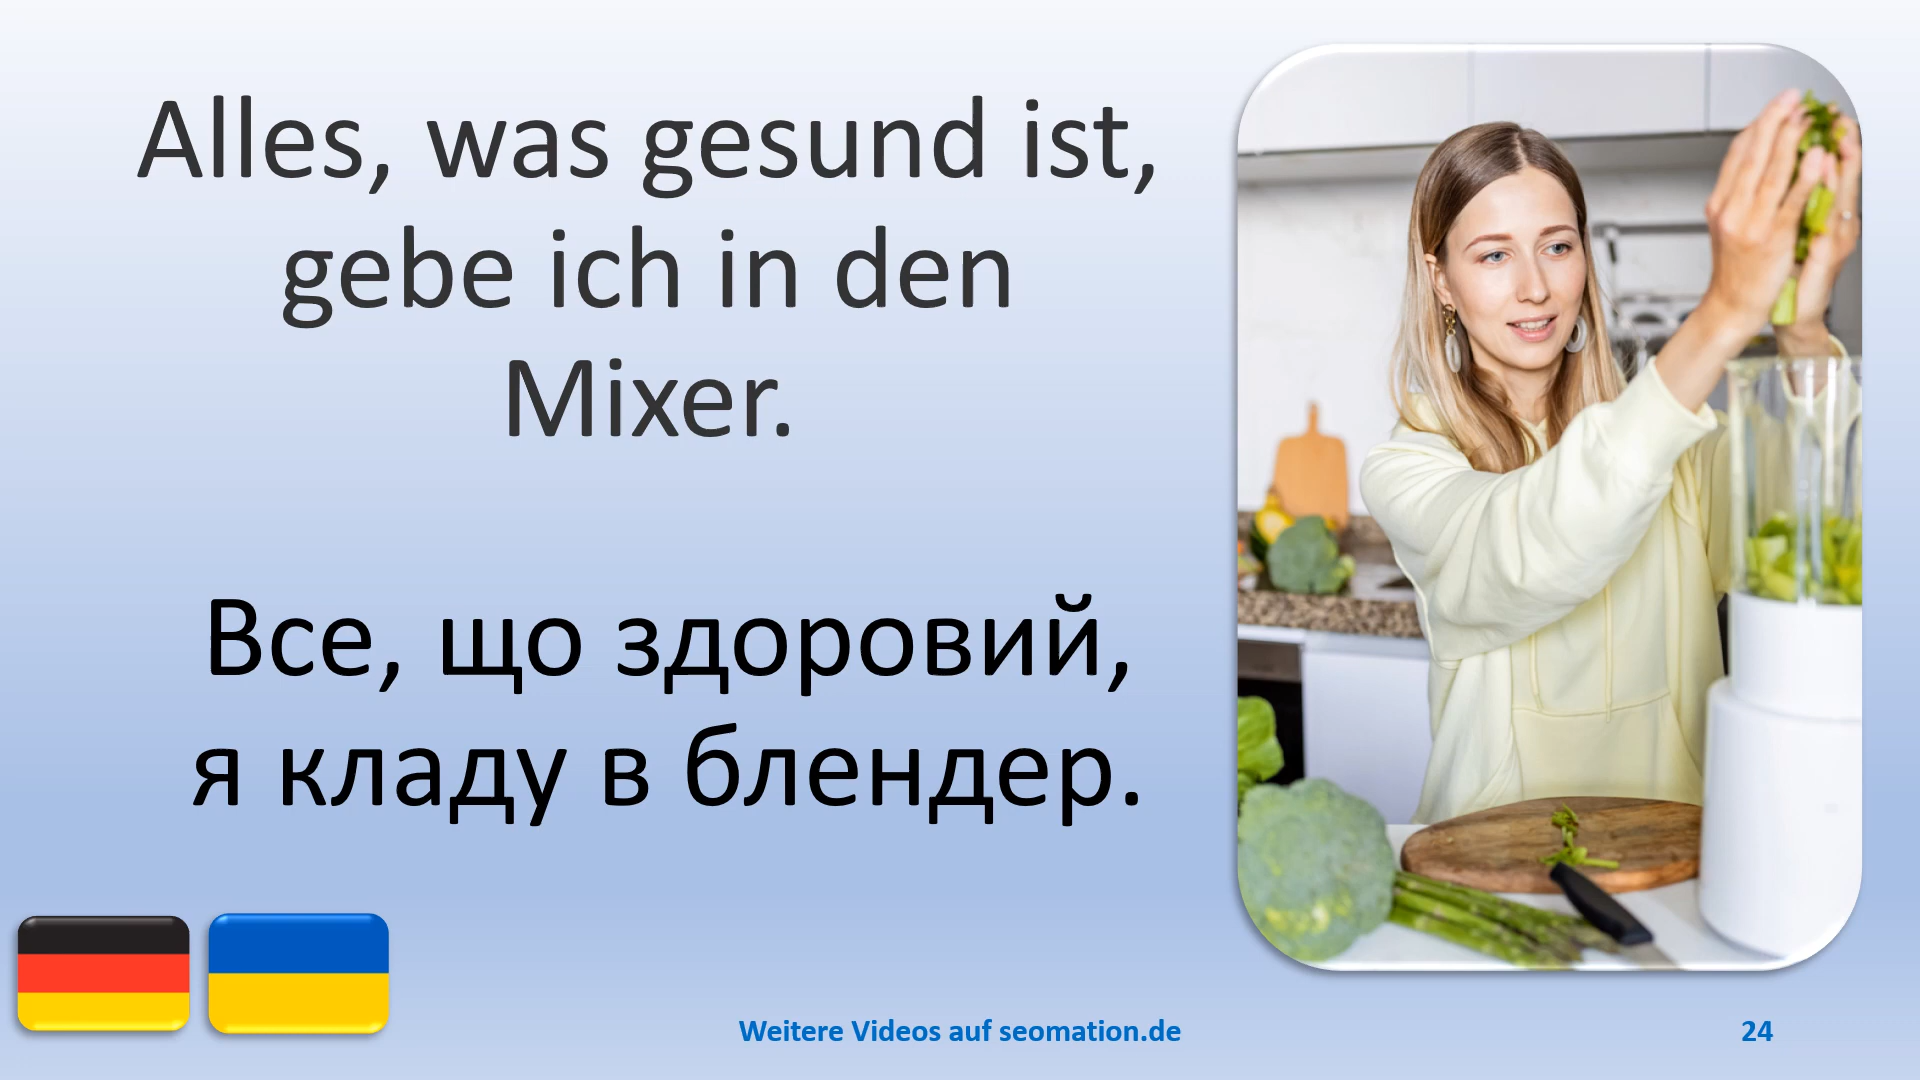 Alles, was gesund ist,
gebe ich in den
Mixer.
Все, що здоровий,
я кладу в блендер.
Weitere Videos auf seomation.de
24